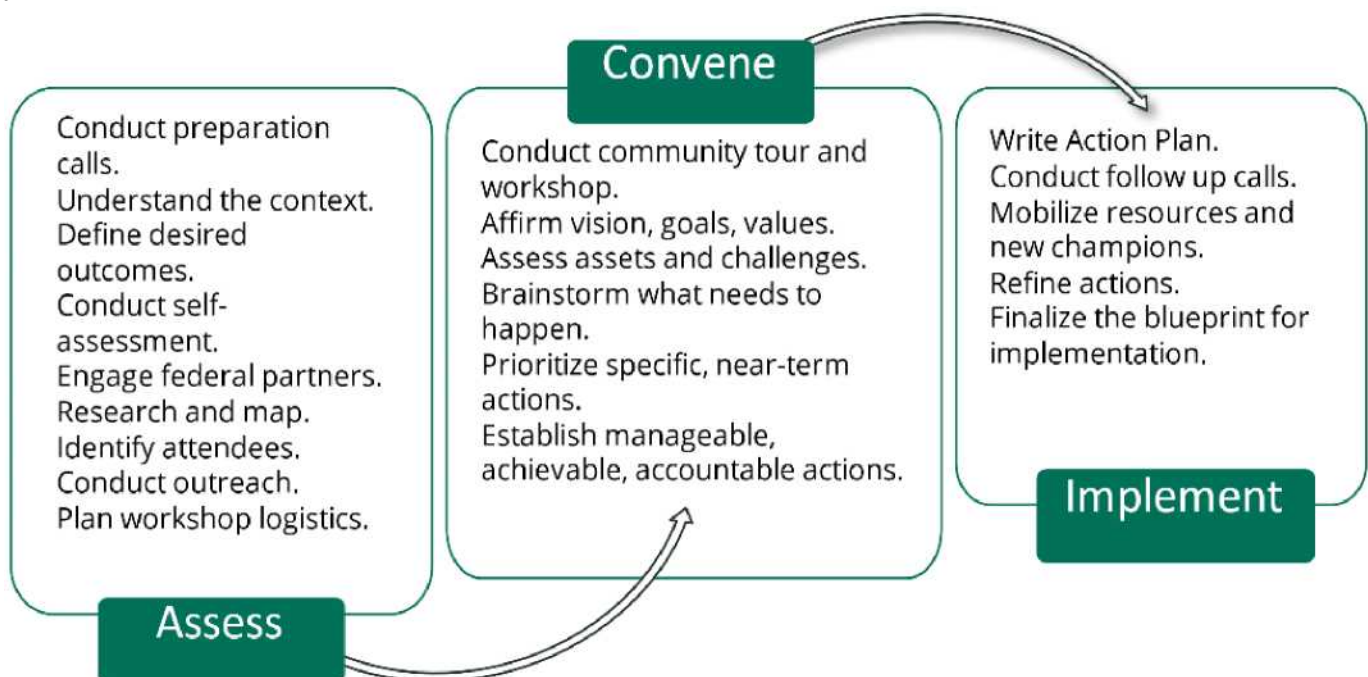 Conduct preparation
calls.
Understand the context.
Define desired
outcomes.
Conduct self-
assessment.
Engage federal partners.
Research and map.
Identify attendees.
Conduct outreach.
Plan workshop logistics.
Assess
Convene
Conduct community tour and
workshop.
Affirm vision, goals, values.
Assess assets and challenges.
Brainstorm what needs to
happen.
Prioritize specific, near-term
actions.
Establish manageable,
achievable, accountable actions.
Write Action Plan.
Conduct follow up calls.
Mobilize resources and
new champions.
Refine actions.
Finalize the blueprint for
implementation.
Implement